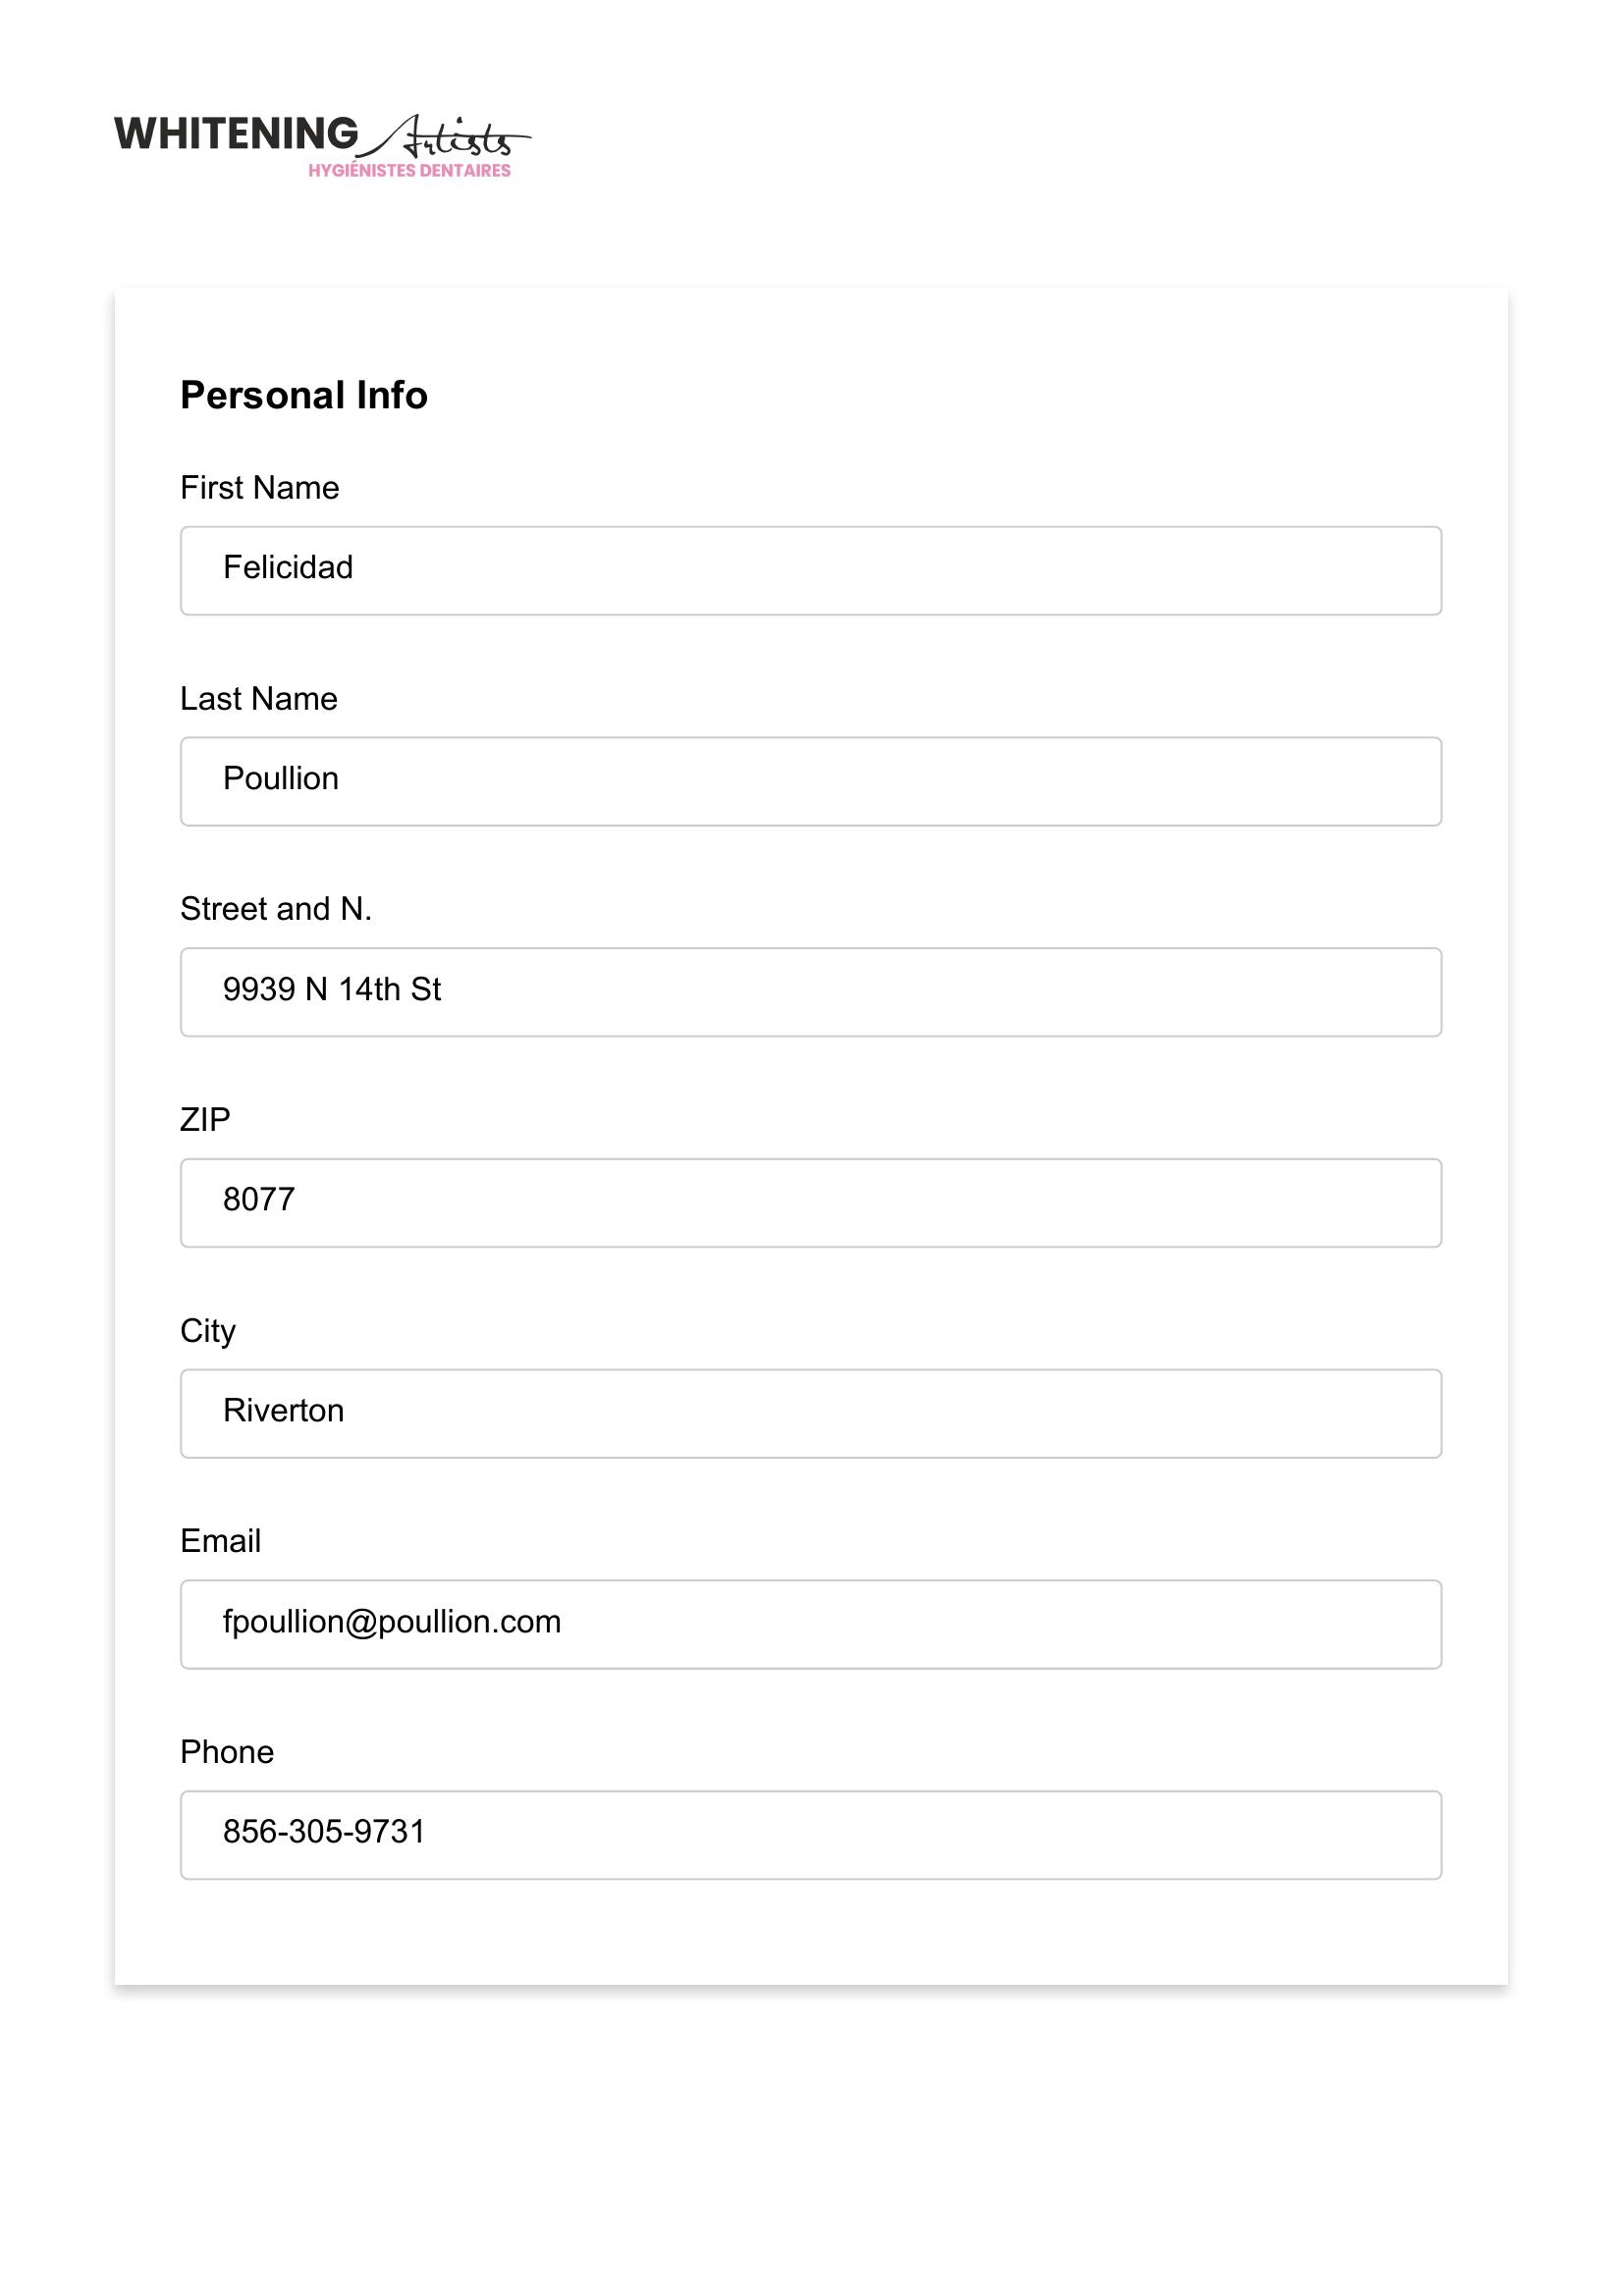 WHITENING Artists
HYGIÉNISTES DENTAIRES
Personal Info
First Name
Felicidad
Last Name
Poullion
Street and N.
9939 N 14th St
ZIP
8077
City
Riverton
Email
fpoullion@poullion.com
Phone
856-305-9731